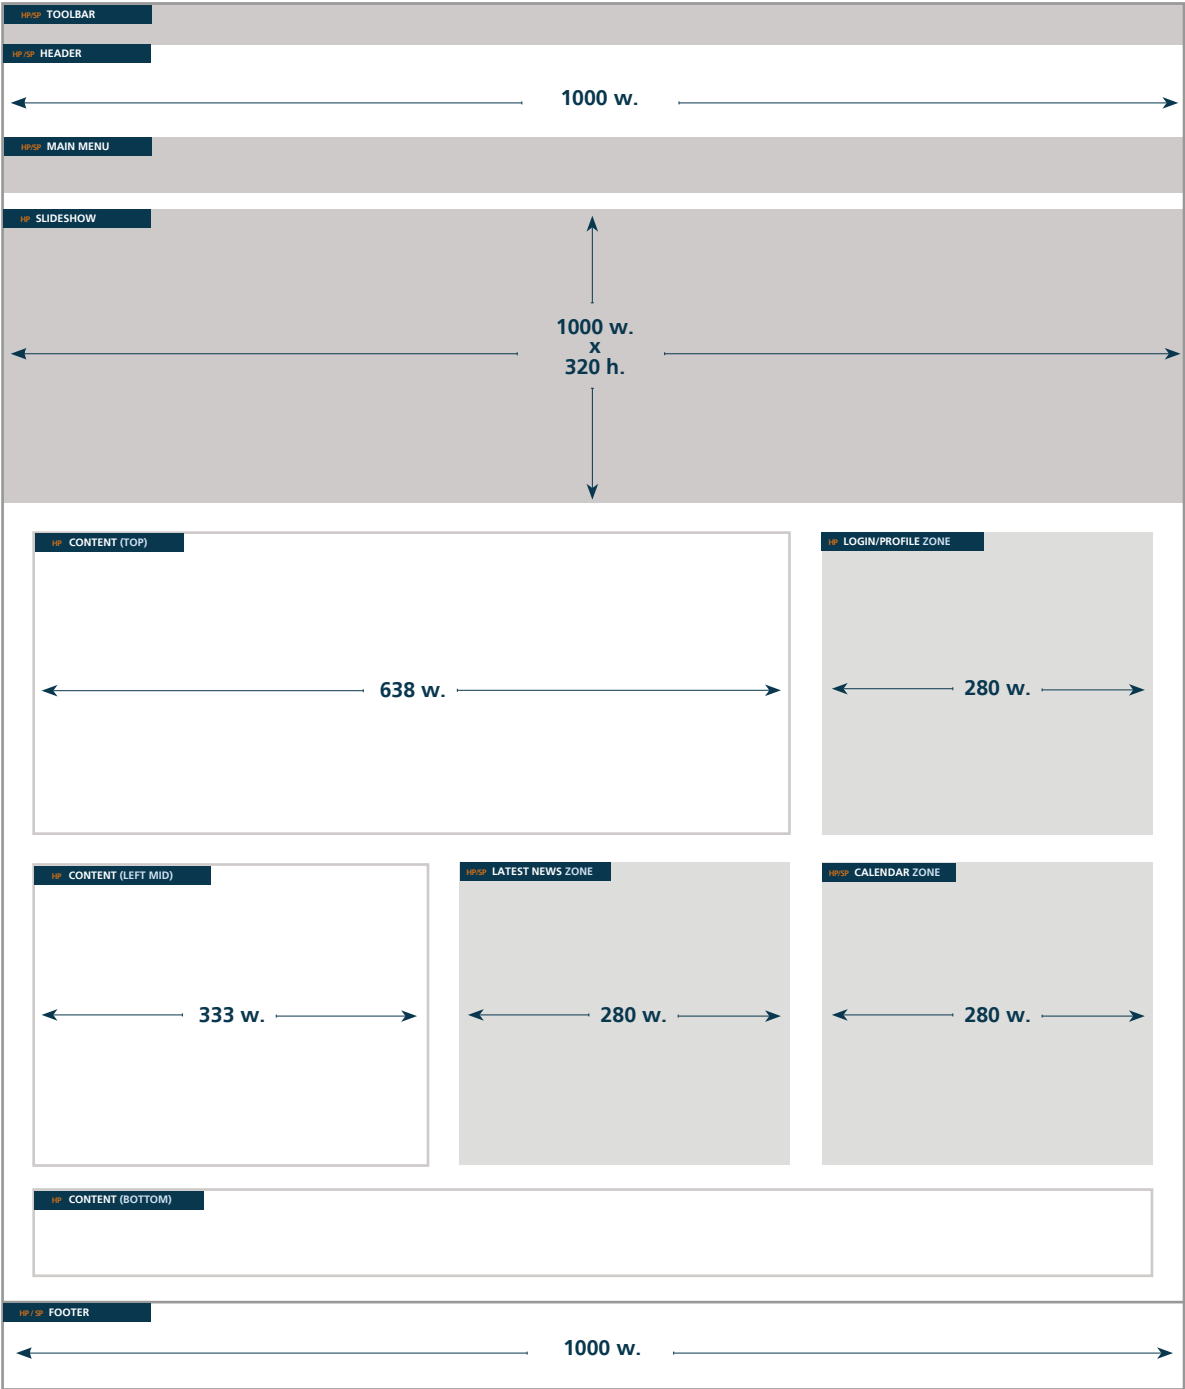 HP/SP TOOLBAR
HP/SP HEADER
1000 w.
HP/SP MAIN MENU
HP SLIDESHOW
1000 w.
x
320 h.
HP CONTENT (TOP)
HP LOGIN/PROFILE ZONE
638 w.
280 w.
HP CONTENT (LEFT MID)
HP/SP LATEST NEWS ZONE
HP/SP CALENDAR ZONE
333 w.
280 w.
280 w.
HP CONTENT (BOTTOM)
HP / SP FOOTER
1000 w.